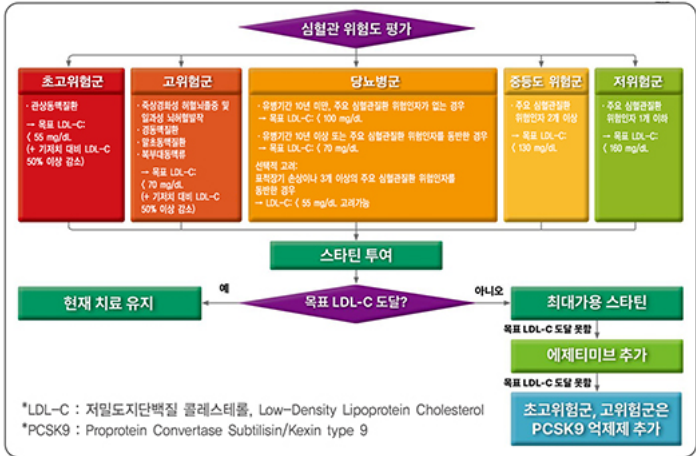 심혈관 위험도 평가
초고위험군
· 관상동맥질환
→ 목표 LDL-C:
< 55 mg/dL
(+ 기저치 대비 LDL-C
50% 이상 감소)
고위험군
· 죽상경화성 허혈뇌졸중 및
일과성 뇌허혈발작
· 경동맥질환
· 말초동맥질환
· 복부대동맥류
→ 목표 LDL-C:
< 70 mg/dL
(+ 기저치 대비 LDL-C
50% 이상 감소)
당뇨병군
· 유병기간 10년 미만, 주요 심혈관질환 위험인자가 없는 경우
→ 목표 LDL-C: < 100 mg/dL
· 유병기간 10년 이상 또는 주요 심혈관질환 위험인자를 동반한 경우
→ 목표 LDL-C: < 70 mg/dL
선택적 고려:
표적장기 손상이나 3개 이상의 주요 심혈관질환 위험인자를
동반한 경우
→ LDL-C: < 55 mg/dL 고려가능
중등도 위험군
· 주요 심혈관질환
위험인자 2개 이상
→ 목표 LDL-C:
< 130 mg/dL
저위험군
· 주요 심혈관질환
위험인자 1개 이하
→ 목표 LDL-C:
< 160 mg/dL
스타틴 투여
현재 치료 유지
예
목표 LDL-C 도달?
아니오
최대가용 스타틴
목표 LDL-C 도달 못함
에제티미브 추가
목표 LDL-C 도달 못함
초고위험군, 고위험군은
PCSK9 억제제 추가
*LDL-C : 저밀도지단백질 콜레스테롤, Low-Density Lipoprotein Cholesterol
*PCSK9 : Proprotein Convertase Subtilisin/Kexin type 9